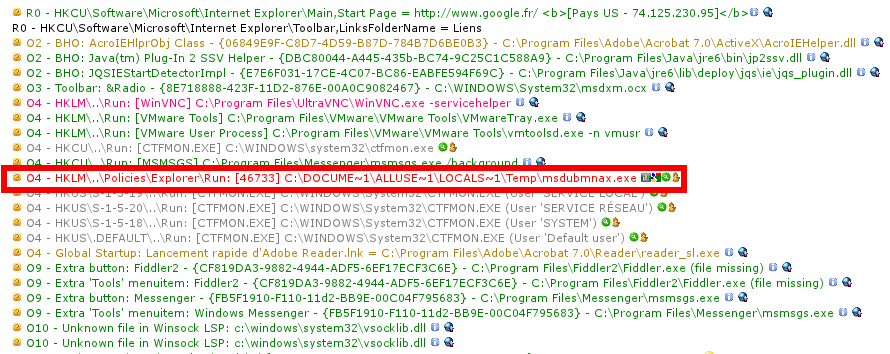 R0 - HKCU\Software\Microsoft\Internet Explorer\Main,Start Page = http://www.google.fr/ <b>[Pays US - 74.125.230.95]</b>
R0 - HKCU\Software\Microsoft\Internet Explorer\Toolbar,LinksFolderName = Liens
O2 - BHO: AcroIEHlprObj Class - {06849E9F-C8D7-4D59-B87D-784B7D6BE0B3} - C:\Program Files\Adobe\Acrobat 7.0\ActiveX\AcroIEHelper.dll
O2 - BHO: Java(tm) Plug-In 2 SSV Helper - {DBC80044-A445-435b-BC74-9C25C1C588A9} - C:\Program Files\Java\jre6\bin\jp2ssv.dll
O2 - BHO: JQSIEStartDetectorImpl - {E7E6F031-17CE-4C07-BC86-EABFE594F69C} - C:\Program Files\Java\jre6\lib\deploy\jqs\ie\jqs_plugin.dll
O3 - Toolbar: &Radio - {8E718888-423F-11D2-876E-00A0C9082467} - C:\WINDOWS\System32\msdxm.ocx
O4 - HKLM\..\Run: [WinVNC] C:\Program Files\UltraVNC\WinVNC.exe -servicehelper
O4 - HKLM\..\Run: [VMware Tools] C:\Program Files\VMware\VMware Tools\VMwareTray.exe
O4 - HKLM\..\Run: [VMware User Process] C:\Program Files\VMware\VMware Tools\vmtoolsd.exe -n vmusr
O4 - HKCU\..\Run: [CTFMON.EXE] C:\WINDOWS\system32\ctfmon.exe
O4 - HKCU\..\Run: [MSMSGS] C:\Program Files\Messenger\msmsgs.exe /background
O4 - HKLM\..\Policies\Explorer\Run: [46733] C:\DOCUME~1\ALLUSE~1\LOCALS~1\Temp\msdubmnax.exe
O4 - HKUS\S-1-5-19\..\Run: [CTFMON.EXE] C:\WINDOWS\System32\CTFMON.EXE (User 'SERVICE LOCAL')
O4 - HKUS\S-1-5-20\..\Run: [CTFMON.EXE] C:\WINDOWS\System32\CTFMON.EXE (User 'SERVICE RÉSEAU')
O4 - HKUS\S-1-5-18\..\Run: [CTFMON.EXE] C:\WINDOWS\System32\CTFMON.EXE (User 'SYSTEM')
O4 - HKUS\.DEFAULT\..\Run: [CTFMON.EXE] C:\WINDOWS\System32\CTFMON.EXE (User 'Default user')
O4 - Global Startup: Lancement rapide d'Adobe Reader.lnk = C:\Program Files\Adobe\Acrobat 7.0\Reader\reader_sl.exe
O9 - Extra button: Fiddler2 - {CF819DA3-9882-4944-ADF5-6EF17ECF3C6E} - C:\Program Files\Fiddler2\Fiddler.exe (file missing)
O9 - Extra 'Tools' menuitem: Fiddler2 - {CF819DA3-9882-4944-ADF5-6EF17ECF3C6E} - C:\Program Files\Fiddler2\Fiddler.exe (file missing)
O9 - Extra button: Messenger - {FB5F1910-F110-11d2-BB9E-00C04F795683} - C:\Program Files\Messenger\msmsgs.exe
O9 - Extra 'Tools' menuitem: Windows Messenger - {FB5F1910-F110-11d2-BB9E-00C04F795683} - C:\Program Files\Messenger\msmsgs.exe
O10 - Unknown file in Winsock LSP: c:\windows\system32\vsocklib.dll
O10 - Unknown file in Winsock LSP: c:\windows\system32\vsocklib.dll